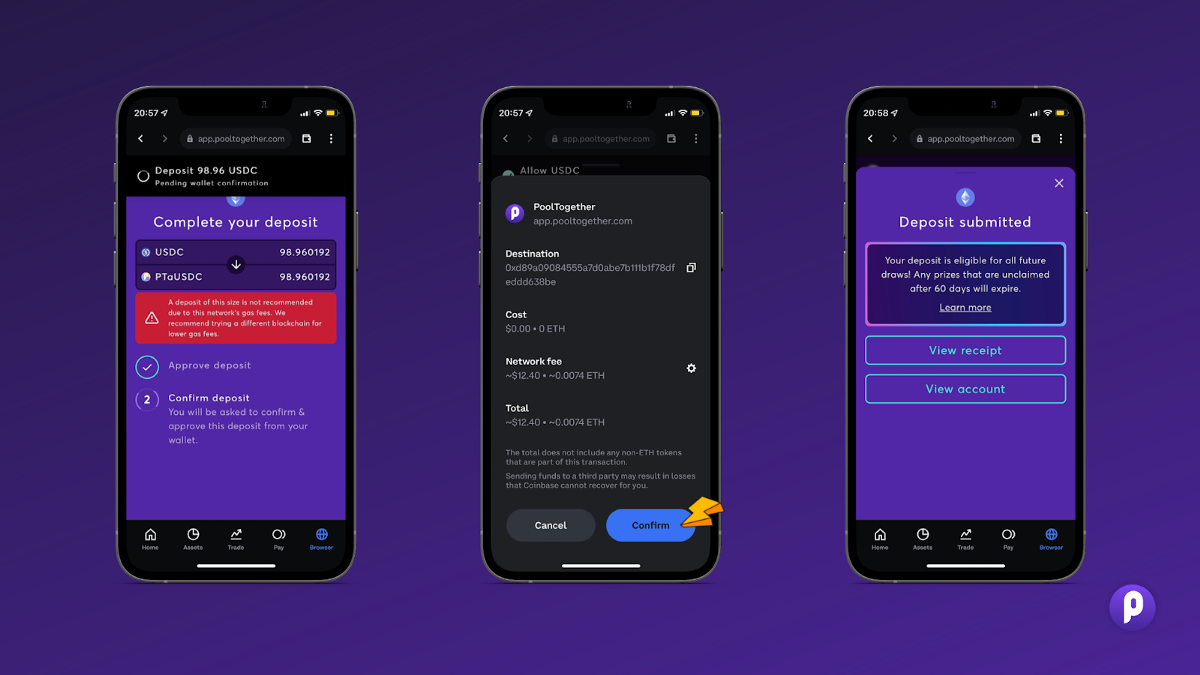 20:57
app.pooltogether.com
Deposit 98.96 USDC
Pending wallet confirmation
Complete your deposit
USDC 98.960192
PTaUSDC 98.960192
A deposit of this size is not recommended
due to this network's gas fees. We
recommend trying a different blockchain for
lower gas fees.
Approve deposit
2 Confirm deposit
You will be asked to confirm &
approve this deposit from your
wallet.
Home Assets Trade Pay Browser
20:57
app.pooltogether.com
Allow USDC
PoolTogether
app.pooltogether.com
Destination
0xd89a09084555a7d0abe7b111b1f78df
eddd638be
Cost
$0.00 • 0 ETH
Network fee
~$12.40 • ~0.0074 ETH
Total
~$12.40 • ~0.0074 ETH
The total does not include any non-ETH tokens
that are part of this transaction.
Sending funds to a third party may result in losses
that Coinbase cannot recover for you.
Cancel Confirm
20:58
app.pooltogether.com
Deposit submitted
Your deposit is eligible for all future
draws! Any prizes that are unclaimed
after 60 days will expire.
Learn more
View receipt
View account
Home Assets Trade Pay Browser